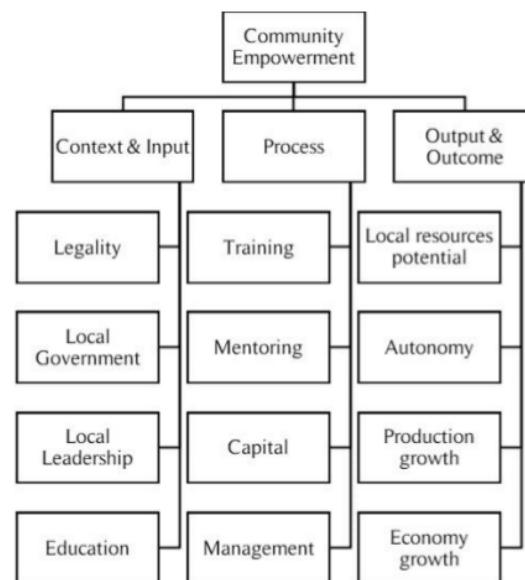 Community
Empowerment
Context & Input
Process
Output &
Outcome
Legality
Training
Local resources
potential
Local
Government
Mentoring
Autonomy
Local
Leadership
Capital
Production
growth
Education
Management
Economy
growth